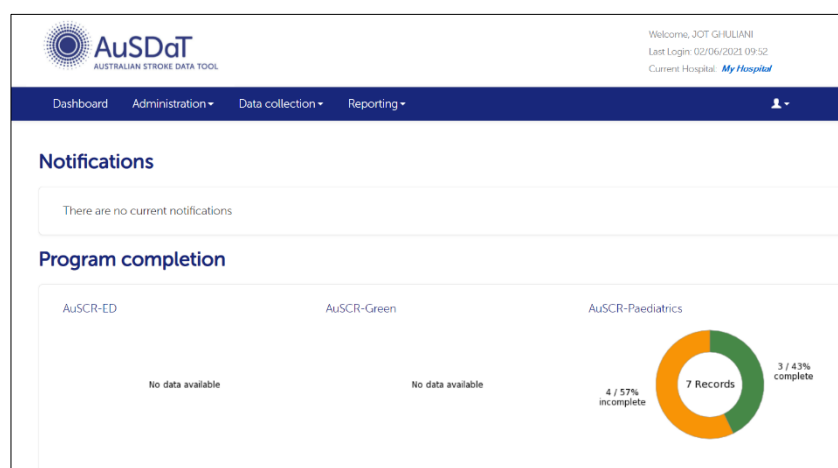 AuSDaT
AUSTRALIAN STROKE DATA TOOL
Welcome, JOT GHULIANI
Last Login: 02/06/2021 09:52
Current Hospital: My Hospital
Dashboard Administration Data collection Reporting
Notifications
There are no current notifications
Program completion
AuSCR-ED AuSCR-Green AuSCR-Paediatrics
No data available
No data available
4 / 57%
incomplete
7 Records
3 / 43%
complete